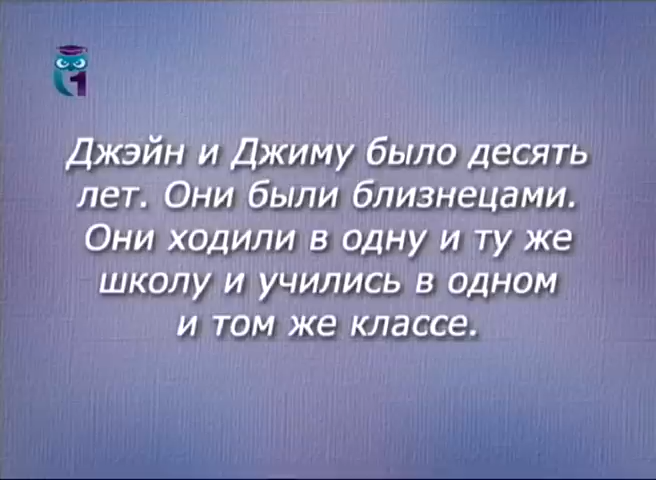 1
Джэйн и Джиму было десять
лет. Они были близнецами.
Они ходили в одну и ту же
школу и учились в одном
и том же классе.